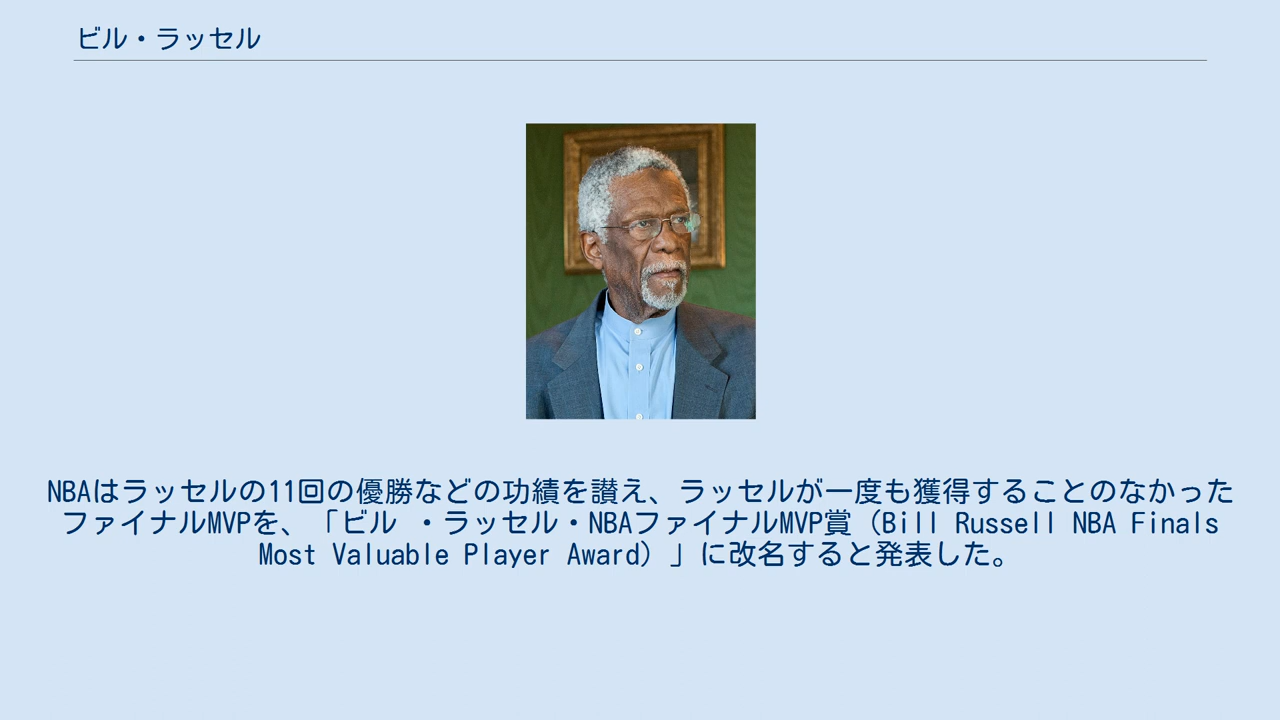 ビル・ラッセル
NBAはラッセルの11回の優勝などの功績を讃え、ラッセルが一度も獲得することのなかった
ファイナルMVPを、「ビル ・ラッセル・NBAファイナルMVP賞（Bill Russell NBA Finals
Most Valuable Player Award）」に改名すると発表した。